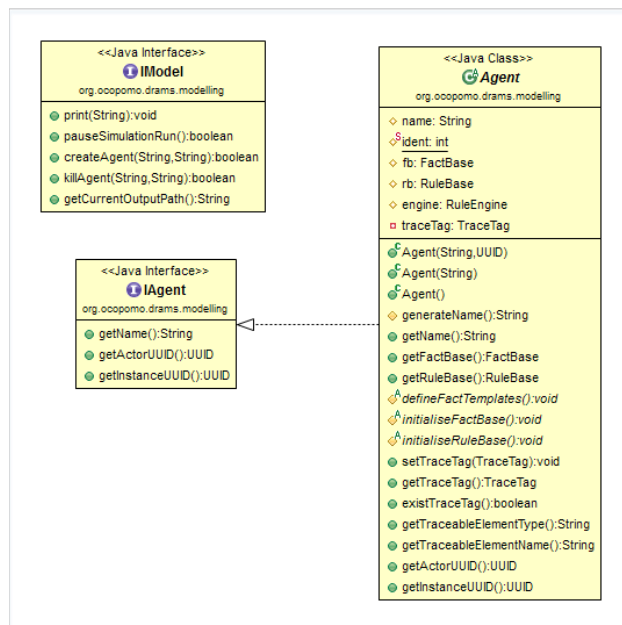 <<Java Interface>>
IModel
org.ocopomo.drams.modelling
print(String):void
pauseSimulationRun():boolean
createAgent(String,String):boolean
killAgent(String,String):boolean
getCurrentOutputPath():String
<<Java Interface>>
IAgent
org.ocopomo.drams.modelling
getName():String
getActorUUID():UUID
getInstanceUUID():UUID
<<Java Class>>
Agent
org.ocopomo.drams.modelling
name: String
ident: int
fb: FactBase
rb: RuleBase
engine: RuleEngine
traceTag: TraceTag
Agent(String,UUID)
Agent(String)
Agent()
generateName():String
getName():String
getFactBase():FactBase
getRuleBase():RuleBase
defineFactTemplates():void
initialiseFactBase():void
initialiseRuleBase():void
setTraceTag(TraceTag):void
getTraceTag():TraceTag
existTraceTag():boolean
getTraceableElementType():String
getTraceableElementName():String
getActorUUID():UUID
getInstanceUUID():UUID